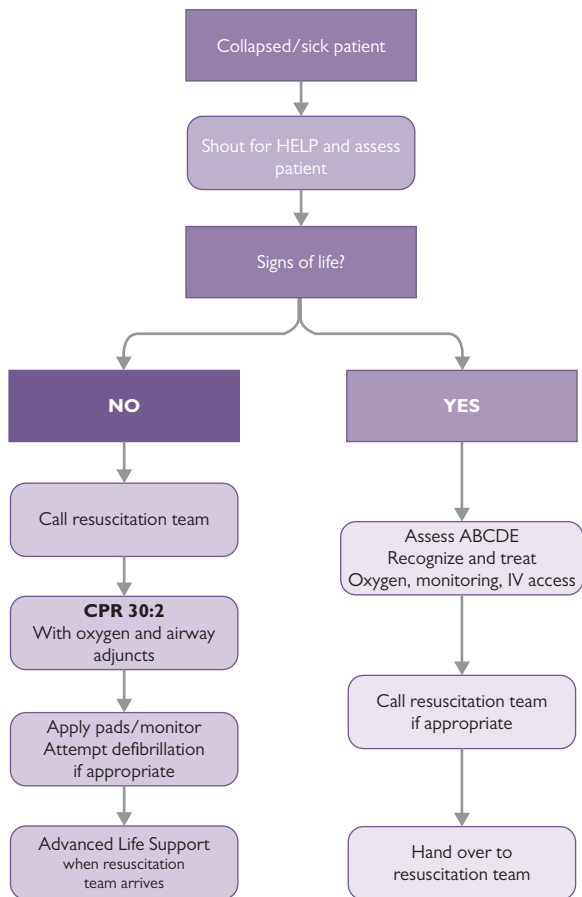 Collapsed/sick patient
Shout for HELP and assess
patient
Signs of life?
NO
Call resuscitation team
CPR 30:2
With oxygen and airway
adjuncts
Apply pads/monitor
Attempt defibrillation
if appropriate
Advanced Life Support
when resuscitation
team arrives
YES
Assess ABCDE
Recognize and treat
Oxygen, monitoring, IV access
Call resuscitation team
if appropriate
Hand over to
resuscitation team